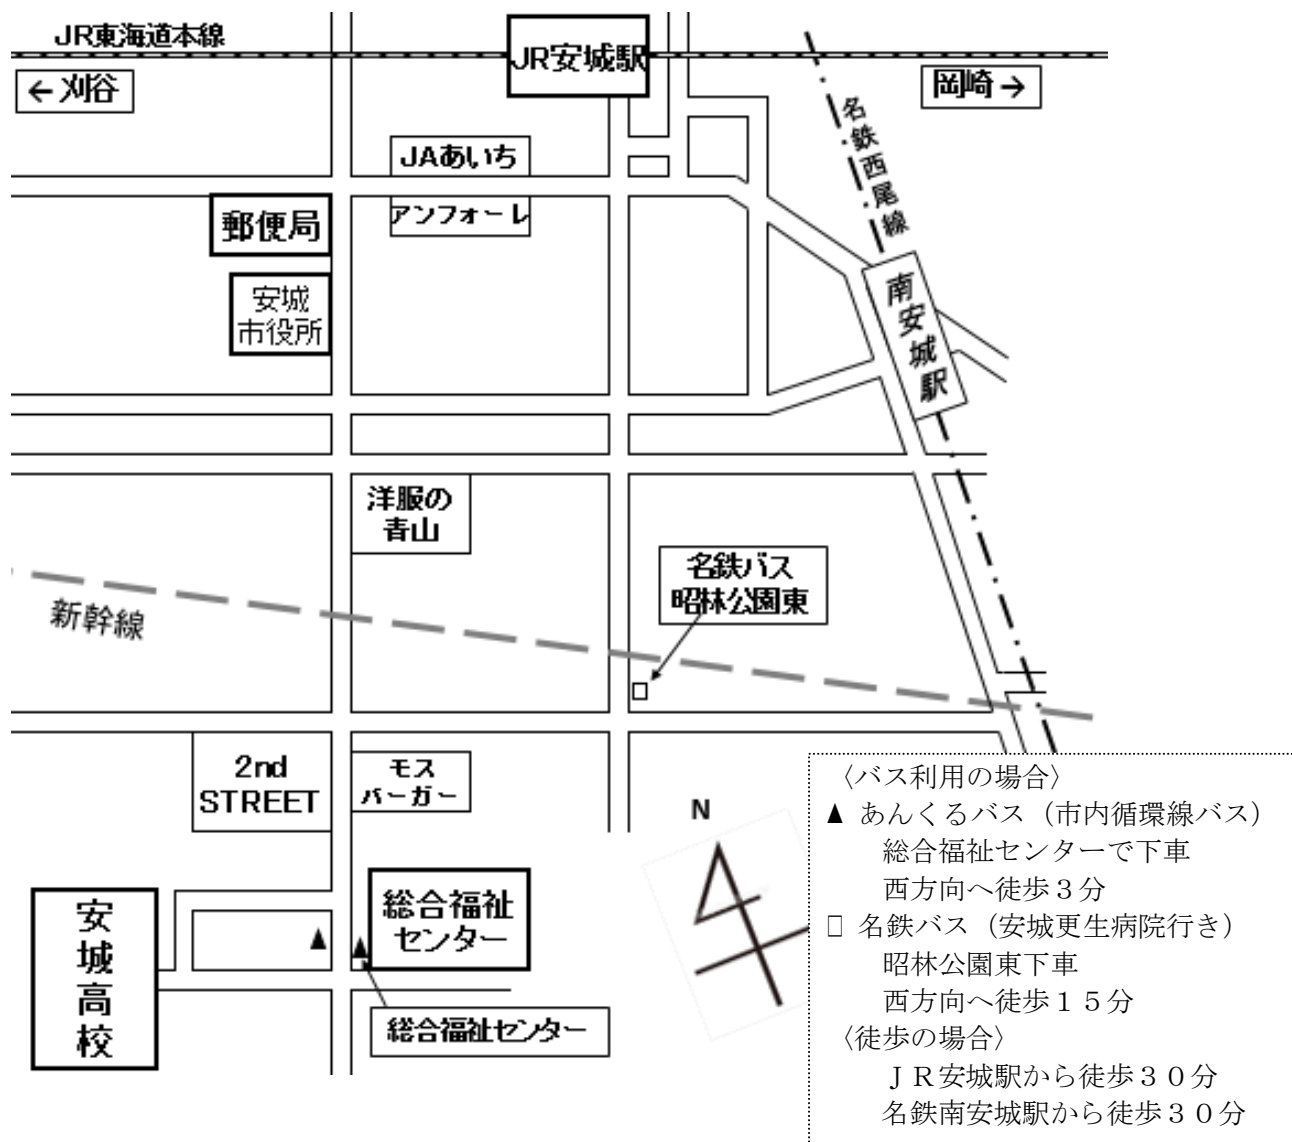 JR東海道本線
JR安城駅
←刈谷
岡崎→
名鉄西尾線
JAあいち
郵便局
アンフォーレ
安城
市役所
南安城駅
洋服の
青山
名鉄バス
昭林公園東
新幹線
2nd
STREET
モス
バーガー
N
安城高校
総合福祉
センター
総合福祉センター
〈バス利用の場合〉
▲ あんくるバス（市内循環線バス）
総合福祉センターで下車
西方向へ徒歩３分
□ 名鉄バス（安城更生病院行き）
昭林公園東下車
西方向へ徒歩１５分
〈徒歩の場合〉
ＪＲ安城駅から徒歩３０分
名鉄南安城駅から徒歩３０分